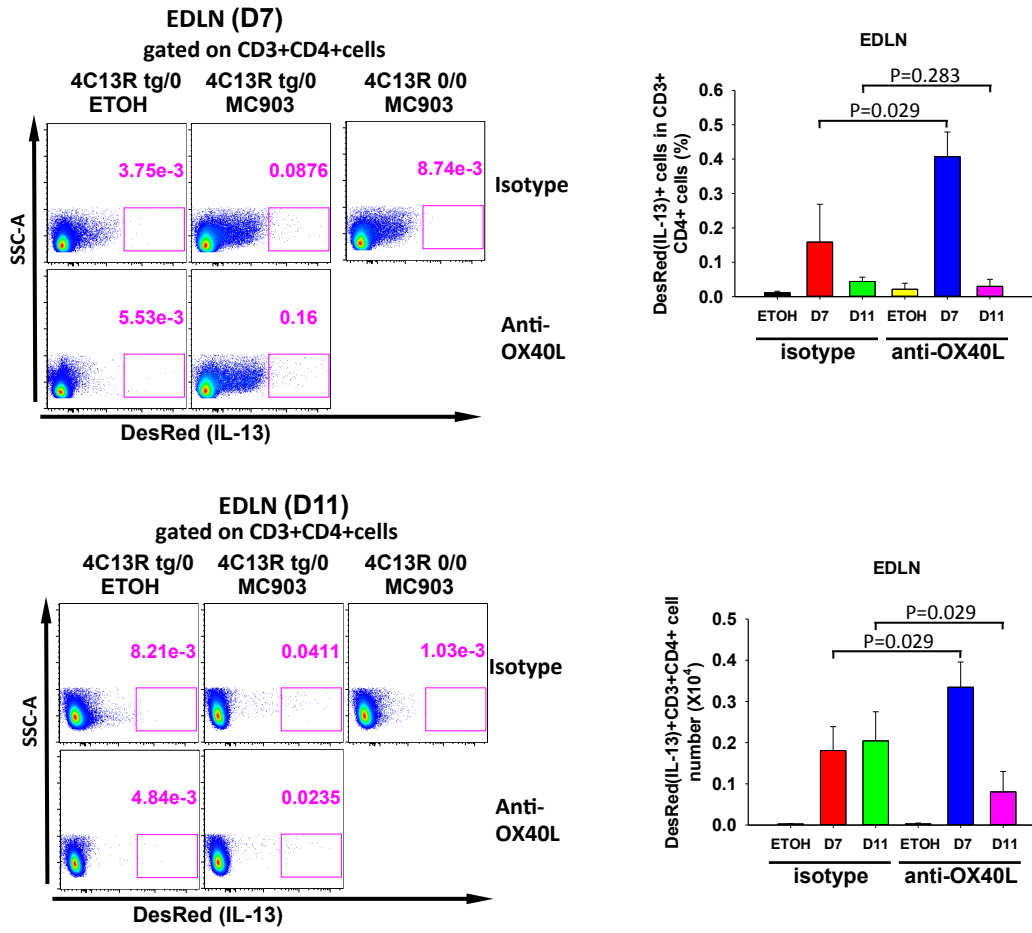 EDLN (D7)
gated on CD3+CD4+cells
4C13R tg/0 4C13R tg/0 4C13R 0/0
ETOH MC903 MC903
3.75e-3 0.0876 8.74e-3
Isotype
5.53e-3 0.16
Anti-
OX40L
SSC-A
DesRed (IL-13)
EDLN
P=0.283
P=0.029
DesRed(IL-13)+ cells in CD3+
CD4+ cells (%)
0.6
0.5
0.4
0.3
0.2
0.1
0.0
ETOH D7 D11 ETOH D7 D11
isotype anti-OX40L
EDLN (D11)
gated on CD3+CD4+cells
4C13R tg/0 4C13R tg/0 4C13R 0/0
ETOH MC903 MC903
8.21e-3 0.0411 1.03e-3
Isotype
4.84e-3 0.0235
Anti-
OX40L
SSC-A
DesRed (IL-13)
EDLN
P=0.029
P=0.029
DesRed(IL-13)+CD3+CD4+ cell
number (X10⁴)
0.5
0.4
0.3
0.2
0.1
0.0
ETOH D7 D11 ETOH D7 D11
isotype anti-OX40L